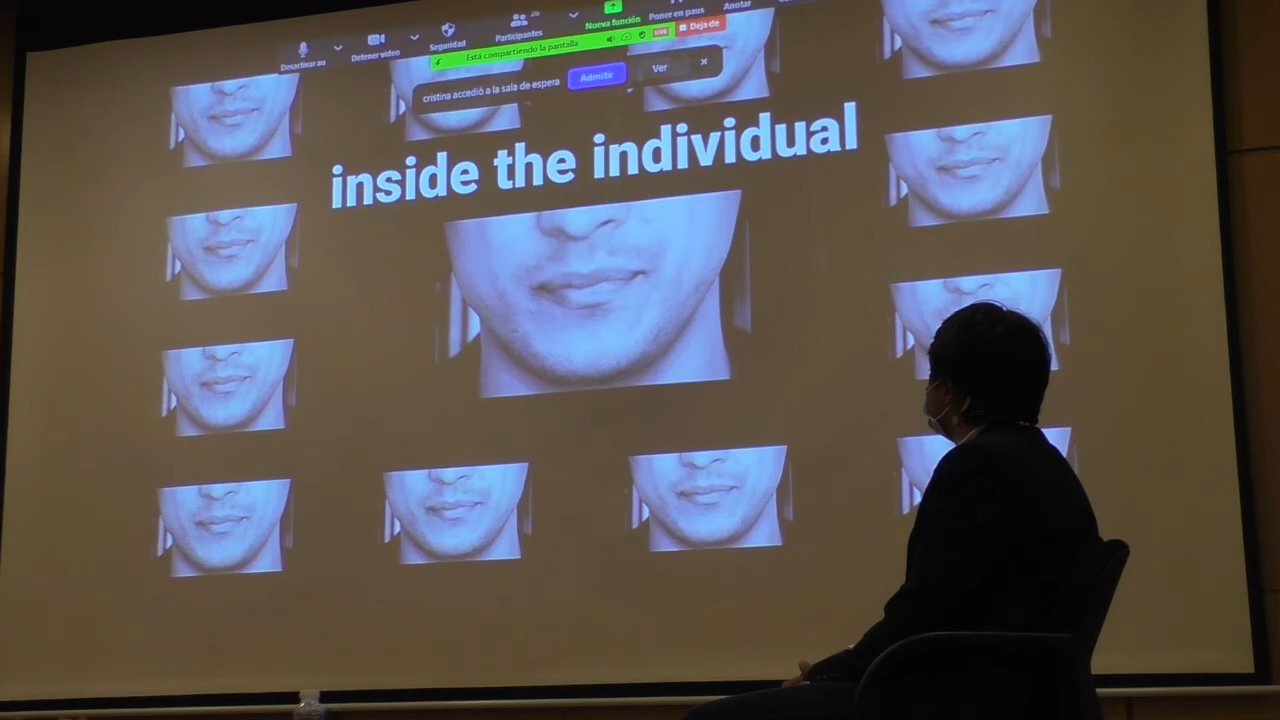 Desactivar au
Detener video
Seguridad
Participantes
Nueva función
Poner en paus
Anotar
Está compartiendo la pantalla
LIVE
Deja de
cristina accedió a la sala de espera
Admitir
Ver
inside the individual